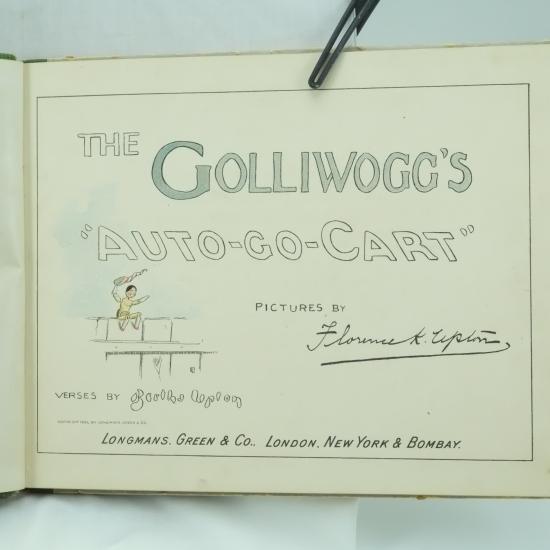 THE
GOLLIWOGG'S
"AUTO-GO-CART"
PICTURES BY
Florence K. Upton.
VERSES BY Bertha Upton
LONGMANS, GREEN & CO., LONDON, NEW YORK & BOMBAY.